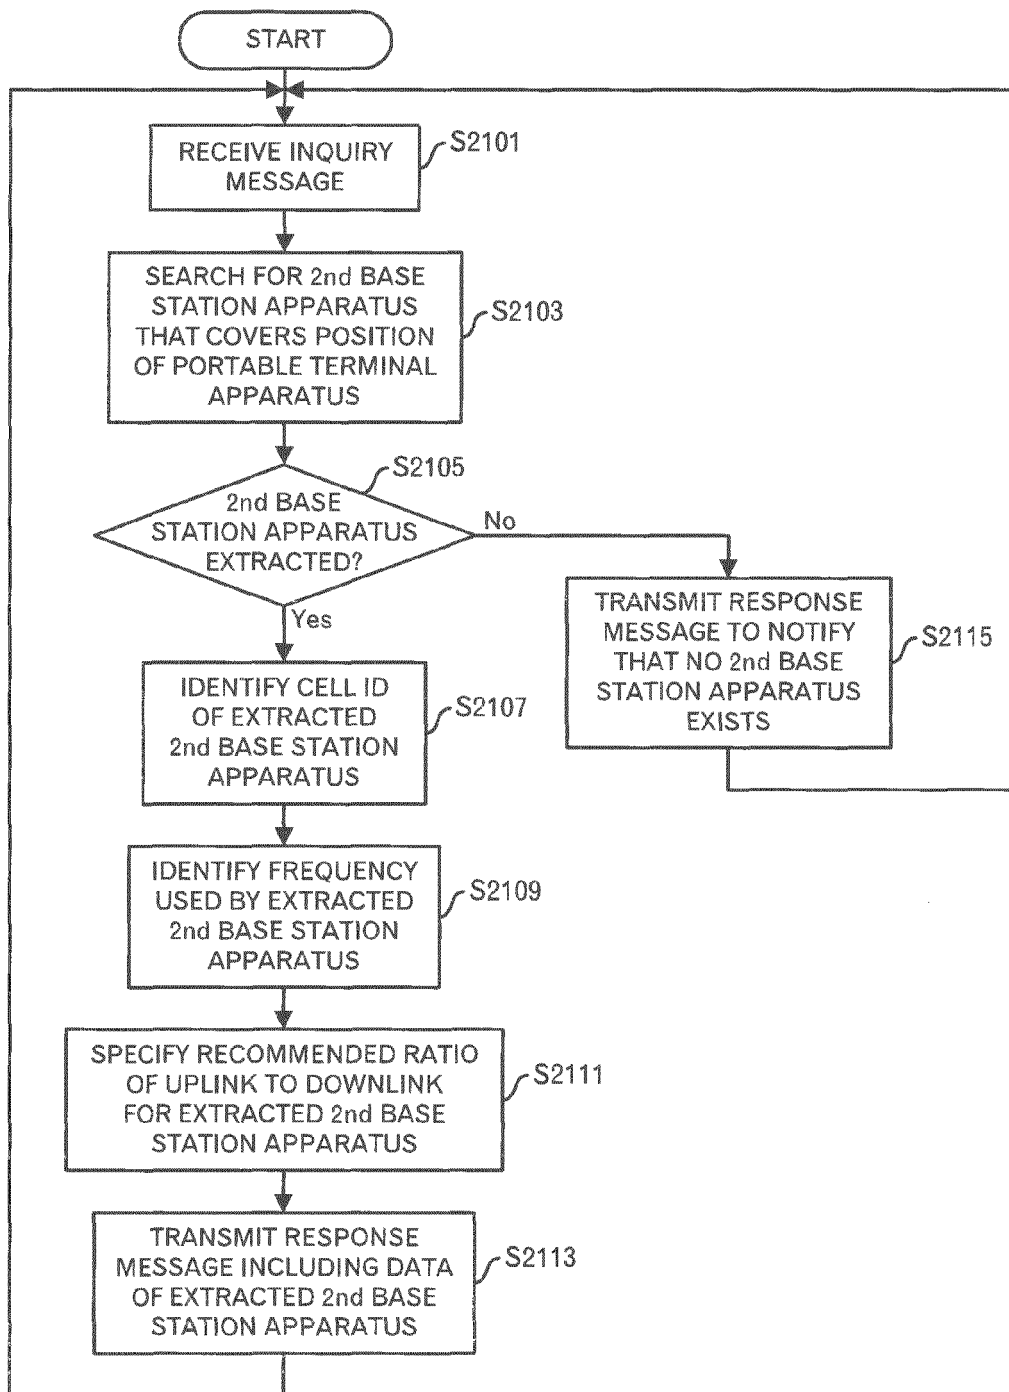 START
RECEIVE INQUIRY
MESSAGE
S2101
SEARCH FOR 2nd BASE
STATION APPARATUS
THAT COVERS POSITION
OF PORTABLE TERMINAL
APPARATUS
S2103
S2105
2nd BASE
STATION APPARATUS
EXTRACTED?
No
Yes
TRANSMIT RESPONSE
MESSAGE TO NOTIFY
THAT NO 2nd BASE
STATION APPARATUS
EXISTS
S2115
IDENTIFY CELL ID
OF EXTRACTED
2nd BASE STATION
APPARATUS
S2107
IDENTIFY FREQUENCY
USED BY EXTRACTED
2nd BASE STATION
APPARATUS
S2109
SPECIFY RECOMMENDED RATIO
OF UPLINK TO DOWNLINK
FOR EXTRACTED 2nd BASE
STATION APPARATUS
S2111
TRANSMIT RESPONSE
MESSAGE INCLUDING DATA
OF EXTRACTED 2nd BASE
STATION APPARATUS
S2113